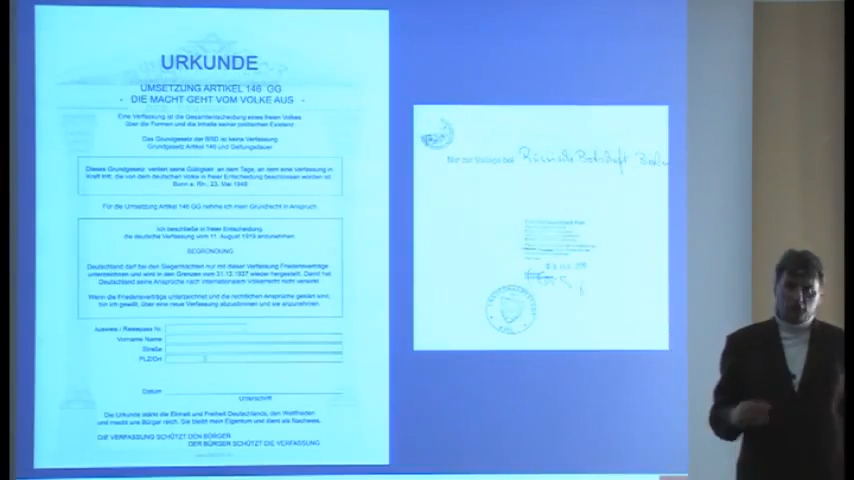 URKUNDE
UMSETZUNG ARTIKEL 146 GG
- DIE MACHT GEHT VOM VOLKE AUS -
Eine Verfassung ist die Gesamtentscheidung eines freien Volkes
über die Formen und die Inhalte seiner politischen Existenz
Das Grundgesetz der BRD ist keine Verfassung
Grundgesetz Artikel 146 und Geltungsdauer
Dieses Grundgesetz verliert seine Gültigkeit an dem Tage, an dem eine Verfassung in
Kraft tritt, die von dem deutschen Volke in freier Entscheidung beschlossen worden ist
Bonn a. Rh., 23. Mai 1949
Für die Umsetzung Artikel 146 GG nehme ich mein Grundrecht in Anspruch.
Ich beschließe in freier Entscheidung
die deutsche Verfassung vom 11. August 1919 anzunehmen.
BEGRÜNDUNG
Deutschland darf bei den Siegermächten nur mit dieser Verfassung Friedensverträge
unterzeichnen und wird in den Grenzen vom 31.12.1937 wieder hergestellt. Damit hat
Deutschland seine Ansprüche nach internationalem Völkerrecht nicht verwirkt
Wenn die Friedensverträge unterzeichnet und die rechtlichen Ansprüche geklärt sind,
bin ich gewillt, über eine neue Verfassung abzustimmen und sie anzunehmen.
Ausweis / Reisepass Nr.
Vorname Name
Straße
PLZ/Ort
Datum
Unterschrift
Die Urkunde stärkt die Einheit und Freiheit Deutschlands, den Weltfrieden
und macht uns Bürger reich. Sie bleibt mein Eigentum und dient als Nachweis.
DIE VERFASSUNG SCHÜTZT DEN BÜRGER
DER BÜRGER SCHÜTZT DIE VERFASSUNG
Nur zur Vorlage bei Russische Botschaft Berlin